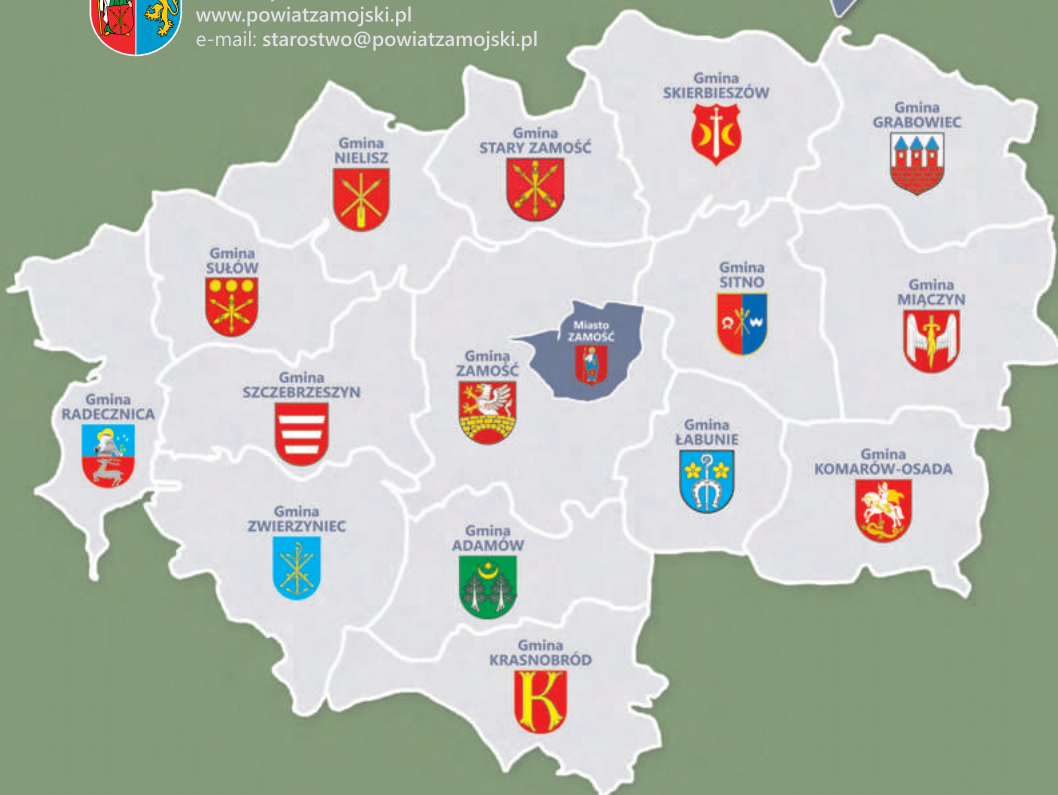 www.powiatzamojski.pl
e-mail: starostwo@powiatzamojski.pl
Gmina
SKIERBIESZÓW
Gmina
GRABOWIEC
Gmina
NIELISZ
Gmina
STARY ZAMOŚĆ
Gmina
SUŁÓW
Gmina
SITNO
Gmina
MIĄCZYN
Miasto
ZAMOŚĆ
Gmina
ZAMOŚĆ
Gmina
SZCZEBRZESZYN
Gmina
RADECZNICA
Gmina
ŁABUNIE
Gmina
KOMARÓW-OSADA
Gmina
ZWIERZYNIEC
Gmina
ADAMÓW
Gmina
KRASNOBRÓD
K